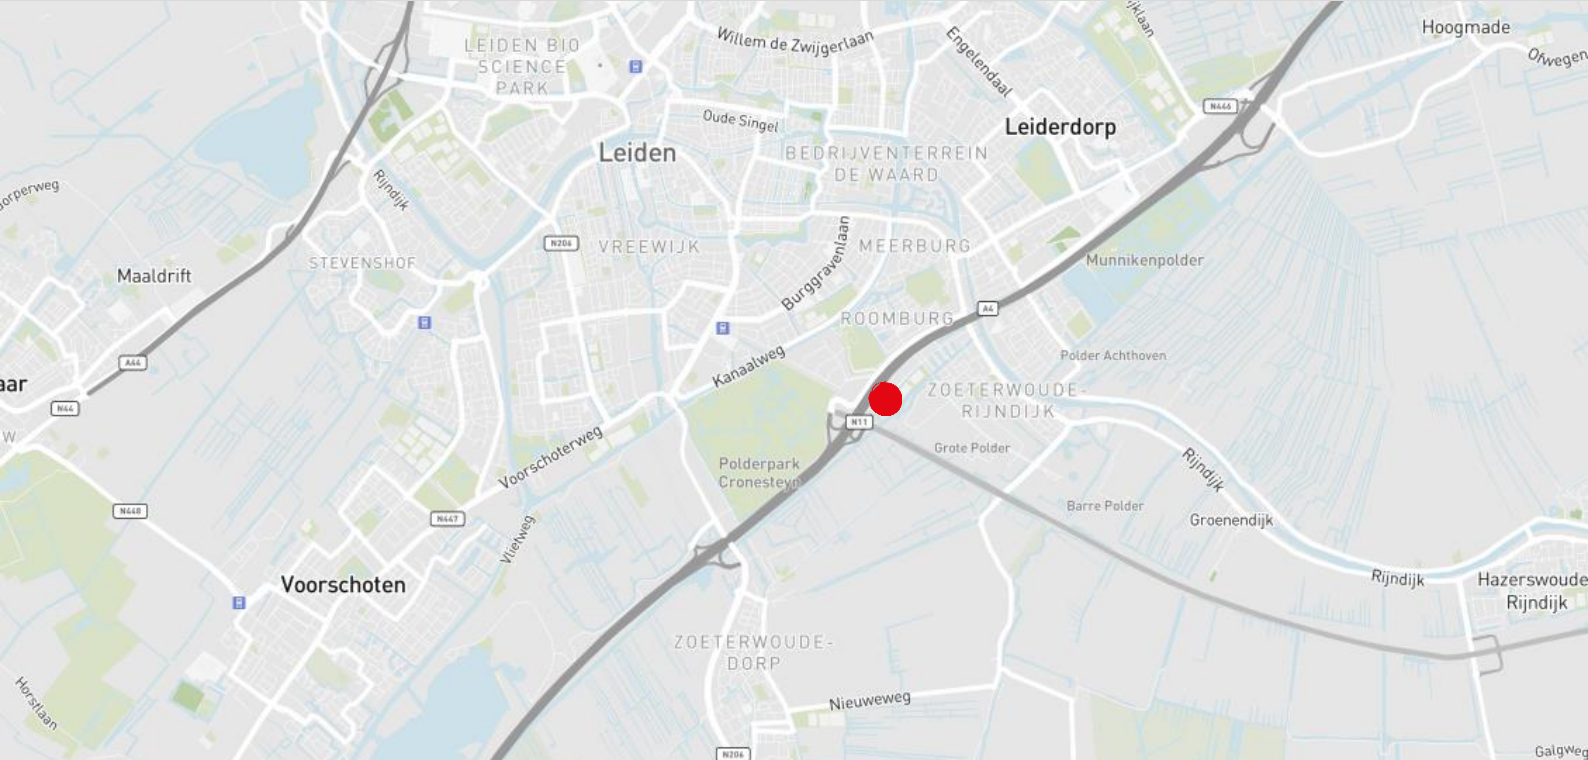 Hoogmade
Ofwegen
jklaan
Willem de Zwijgerlaan
Engelendaal
LEIDEN BIO
SCIENCE
PARK
N446
Oude Singel
Leiderdorp
Leiden
BEDRIJVENTERREIN
DE WAARD
orperweg
Rijndijk
N206
VREEWIJK
Burggravenlaan
MEERBURG
STEVENSHOF
Maaldrift
Munnikenpolder
A4
ROOMBURG
Polder Achthoven
A44
Kanaalweg
aar
N44
ZOETERWOUDE-
RIJNDIJK
N11
W
Voorschoterweg
Grote Polder
Polderpark
Cronesteyn
Rijndijk
N448
N447
Vlietweg
Barre Polder
Groenendijk
Voorschoten
Rijndijk
Hazerswoude
Rijndijk
ZOETERWOUDE-
DORP
Horstlaan
Nieuweweg
N206
Galgweg